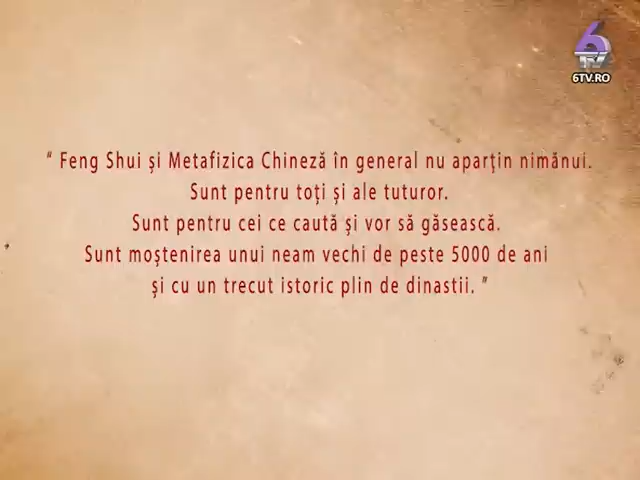 6
TV
6TV.RO
“ Feng Shui și Metafizica Chineză în general nu aparțin nimănui.
Sunt pentru toți și ale tuturor.
Sunt pentru cei ce caută și vor să găsească.
Sunt moștenirea unui neam vechi de peste 5000 de ani
și cu un trecut istoric plin de dinastii. ”